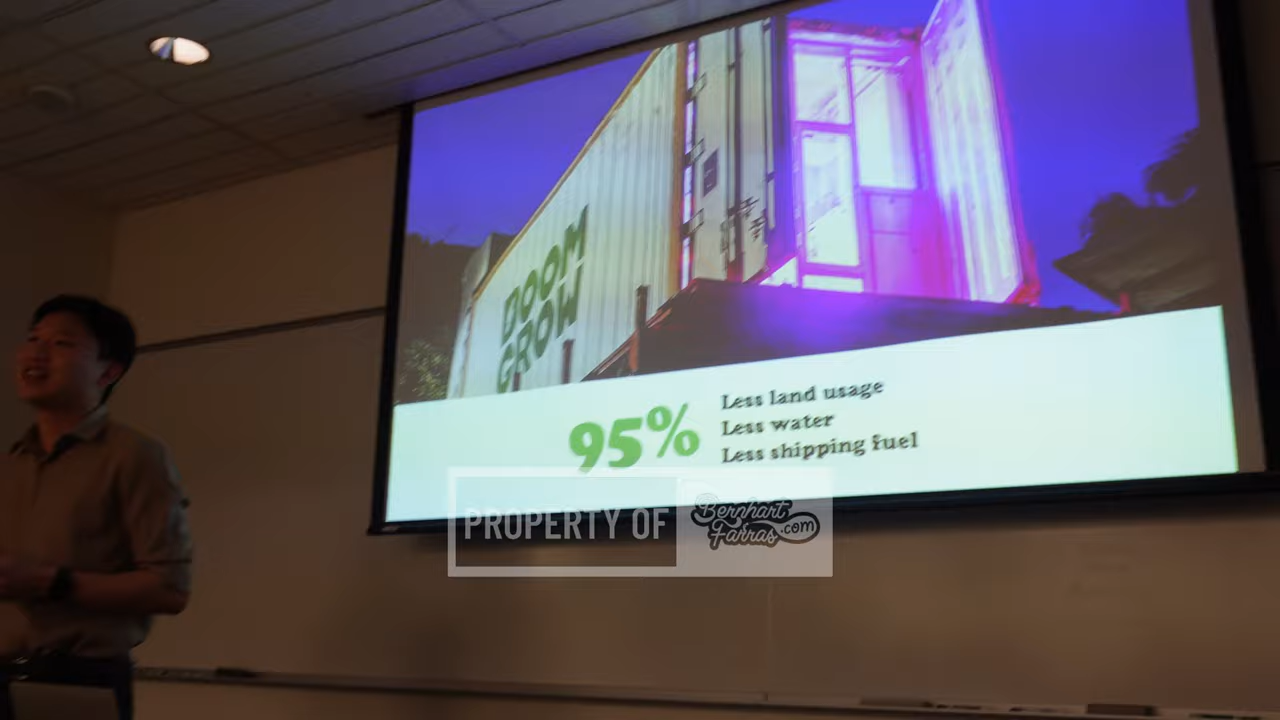 DOOM
GROW
95%
Less land usage
Less water
Less shipping fuel
PROPERTY OF
Bernhart
Farras.com